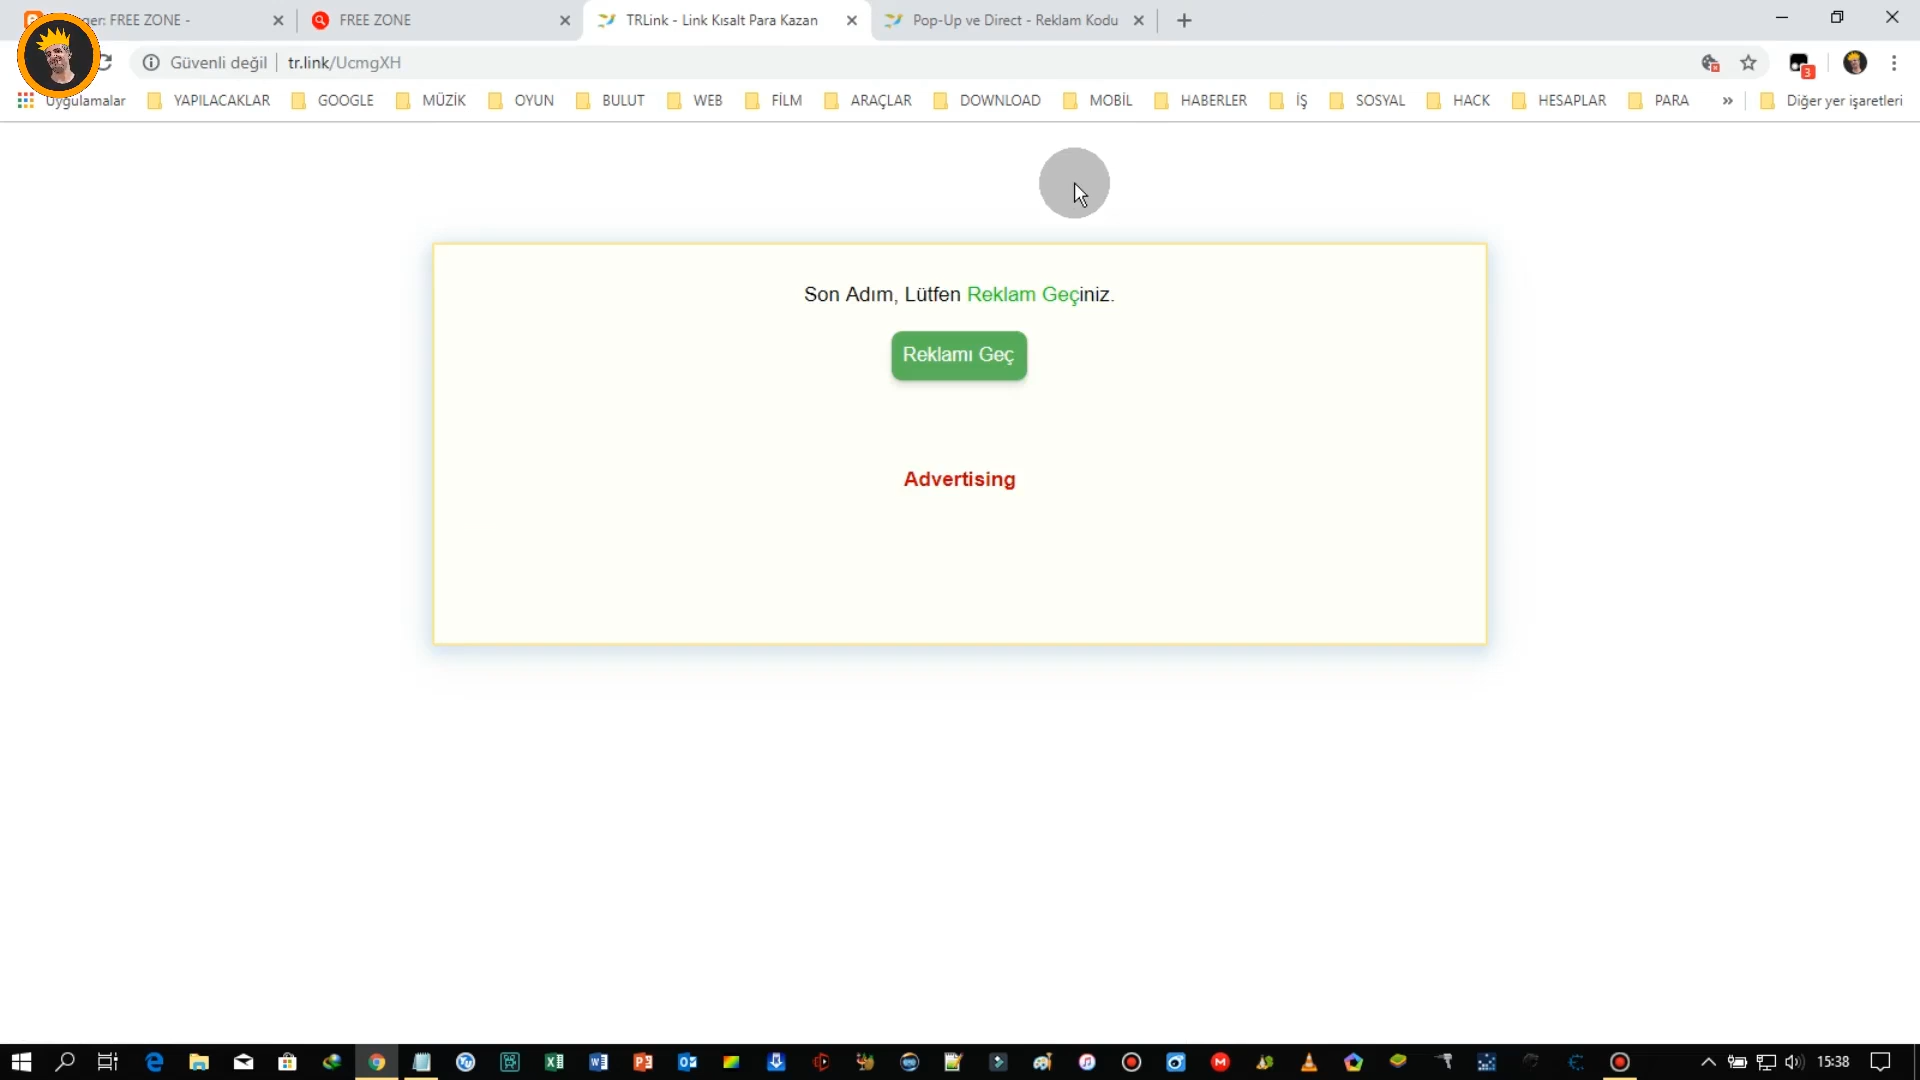 ger: FREE ZONE -
FREE ZONE
TRLink - Link Kısalt Para Kazan
Pop-Up ve Direct - Reklam Kodu
Güvenli değil
tr.link/UcmgXH
3
Uygulamalar
YAPILACAKLAR
GOOGLE
MÜZİK
OYUN
BULUT
WEB
FİLM
ARAÇLAR
DOWNLOAD
MOBİL
HABERLER
İŞ
SOSYAL
HACK
HESAPLAR
PARA
»
Diğer yer işaretleri
Son Adım, Lütfen Reklam Geçiniz.
Reklamı Geç
Advertising
15:38